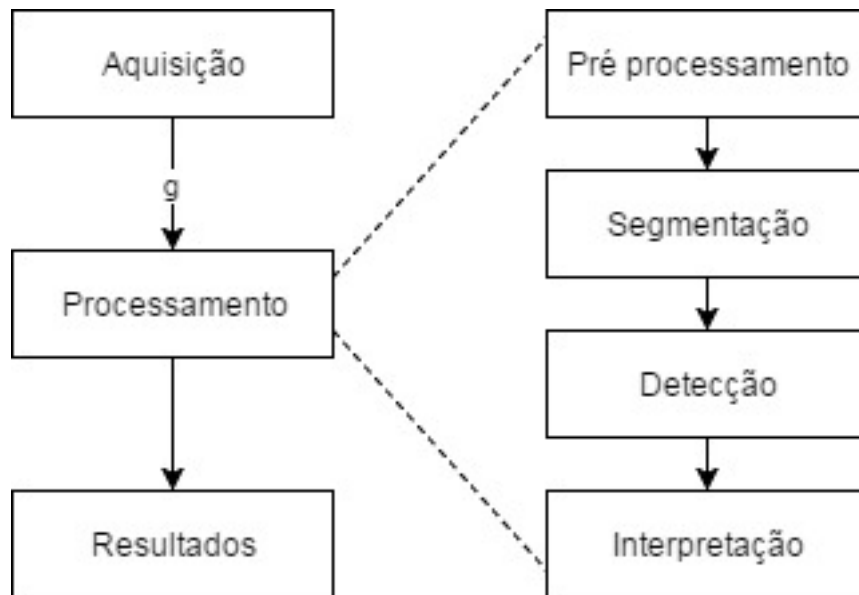 Aquisição
g
Processamento
Resultados
Pré processamento
Segmentação
Detecção
Interpretação